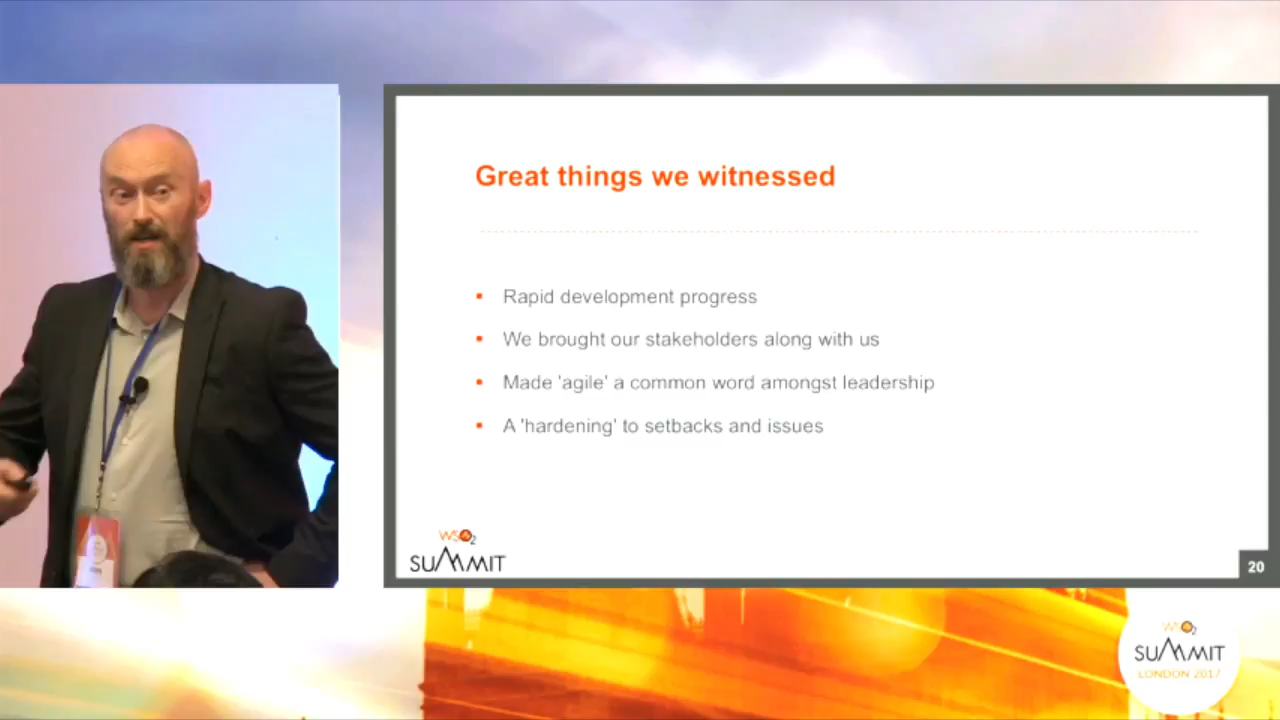 Great things we witnessed
Rapid development progress
We brought our stakeholders along with us
Made 'agile' a common word amongst leadership
A 'hardening' to setbacks and issues
WSO2
SUMMIT
20
WSO2
SUMMIT
LONDON 2017